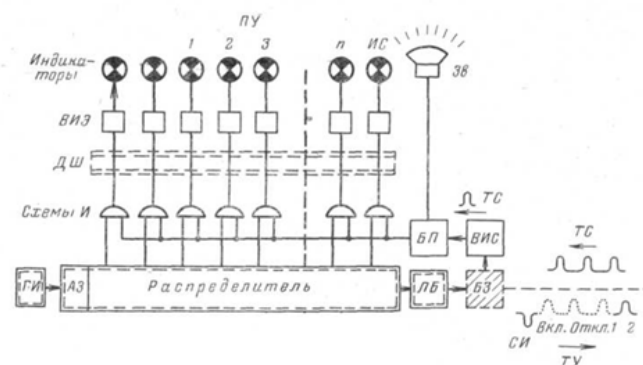 ПУ
1 2 3 n ИС
Индика-
торы
ЗВ
ВИЭ
ДШ
Схемы И
ТС
БП
ВИС
ТС
ГИ
АЗ
Распределитель
ЛБ
БЗ
Вкл. Откл. 1 2
СИ
ТУ